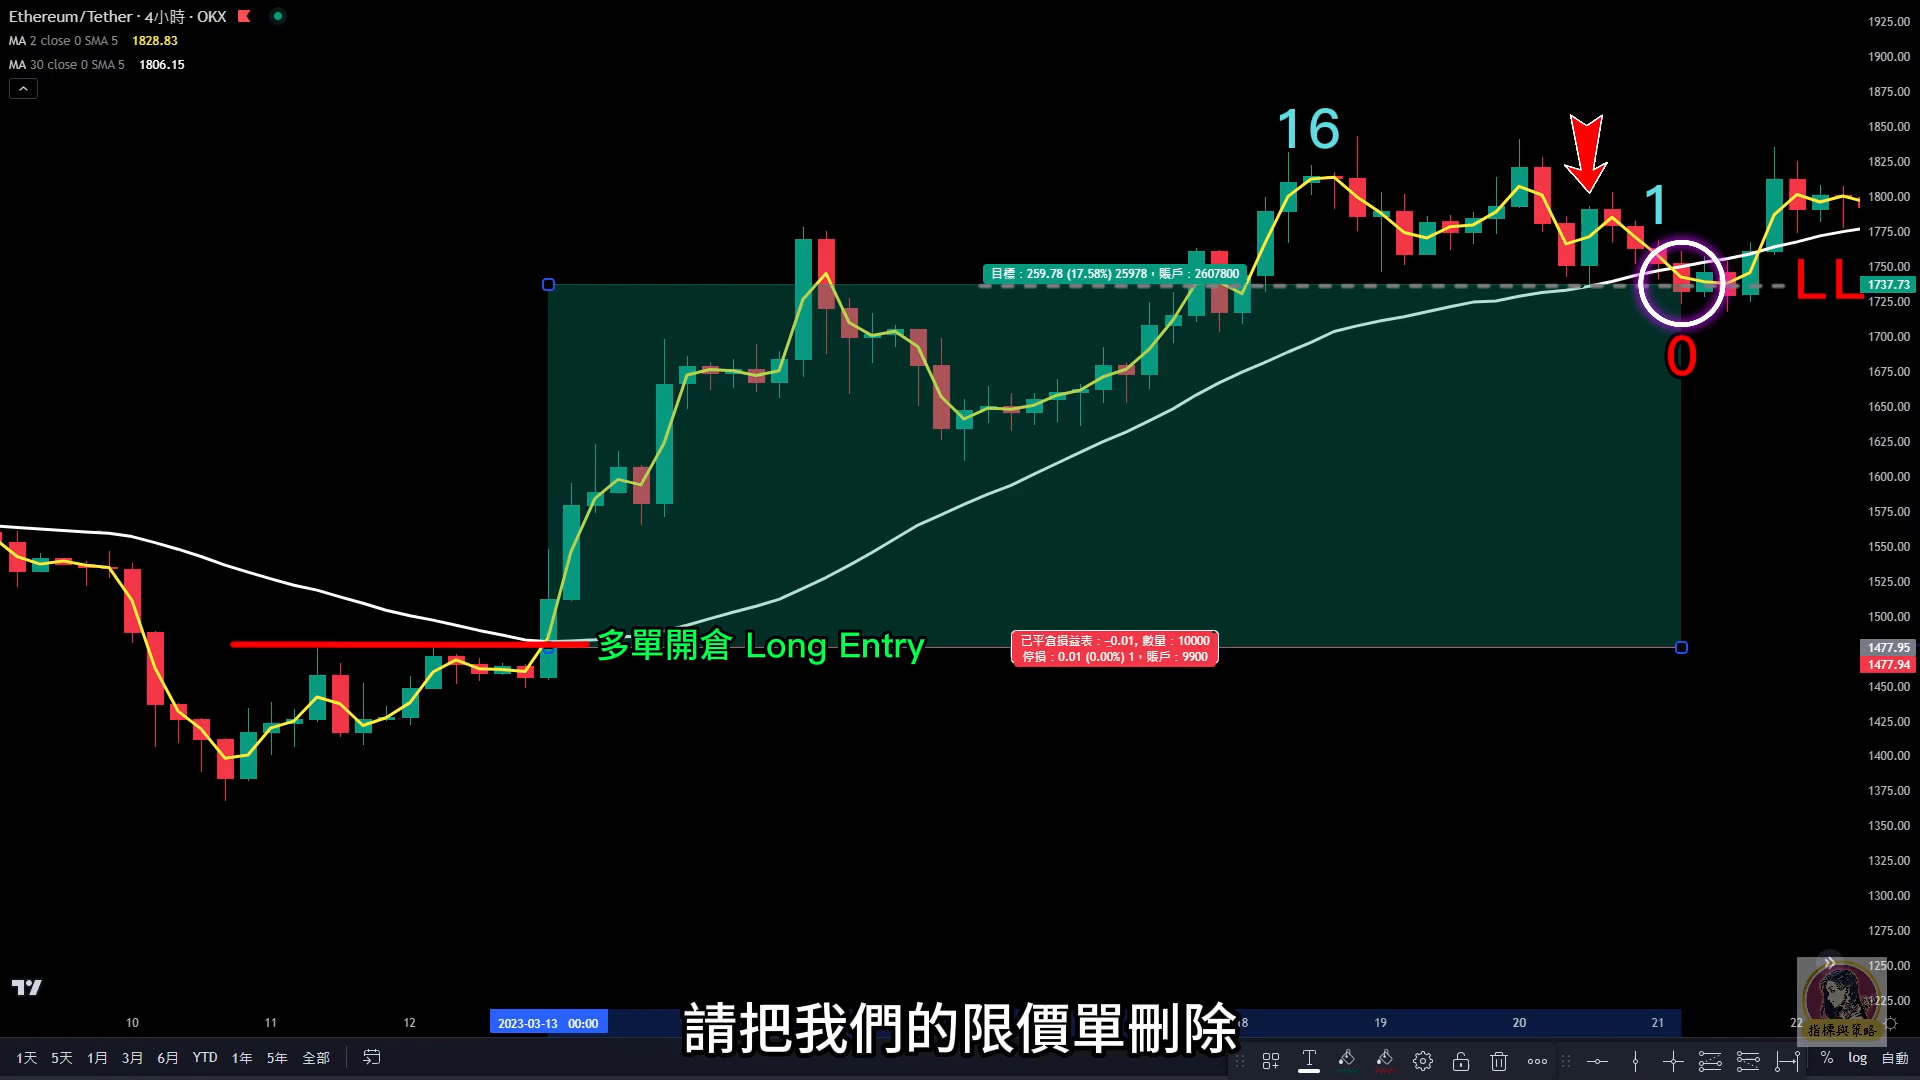 Ethereum/Tether · 4小時 · OKX
MA 2 close 0 SMA 5 1828.83
MA 30 close 0 SMA 5 1806.15
16
1
目標：259.78 (17.58%) 25978，賬戶：2607800
LL
0
多單開倉 Long Entry
已平倉損益表：−0.01, 數量：10000
停損：0.01 (0.00%) 1，賬戶：9900
1925.00
1900.00
1875.00
1850.00
1825.00
1800.00
1775.00
1750.00
1737.73
1725.00
1700.00
1675.00
1650.00
1625.00
1600.00
1575.00
1550.00
1525.00
1500.00
1477.95
1477.94
1450.00
1425.00
1400.00
1375.00
1350.00
1325.00
1300.00
1275.00
1250.00
1225.00
指標與策略
10 11 12 2023-03-13 00:00 18 19 20 21 22
請把我們的限價單刪除
1天 5天 1月 3月 6月 YTD 1年 5年 全部 % log 自動